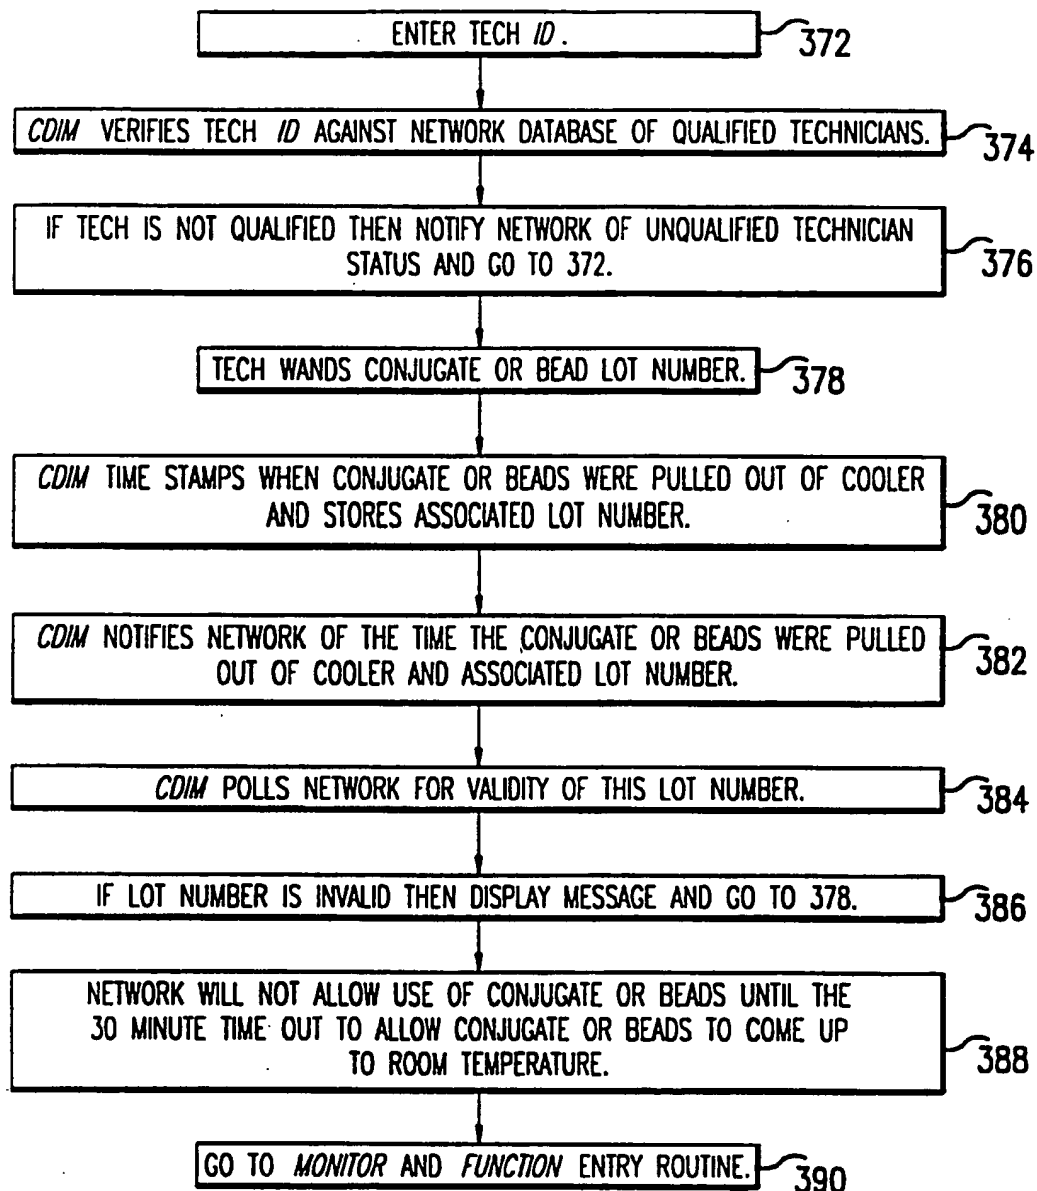 ENTER TECH ID.
372
CDIM VERIFIES TECH ID AGAINST NETWORK DATABASE OF QUALIFIED TECHNICIANS.
374
IF TECH IS NOT QUALIFIED THEN NOTIFY NETWORK OF UNQUALIFIED TECHNICIAN
STATUS AND GO TO 372.
376
TECH WANDS CONJUGATE OR BEAD LOT NUMBER.
378
CDIM TIME STAMPS WHEN CONJUGATE OR BEADS WERE PULLED OUT OF COOLER
AND STORES ASSOCIATED LOT NUMBER.
380
CDIM NOTIFIES NETWORK OF THE TIME THE CONJUGATE OR BEADS WERE PULLED
OUT OF COOLER AND ASSOCIATED LOT NUMBER.
382
CDIM POLLS NETWORK FOR VALIDITY OF THIS LOT NUMBER.
384
IF LOT NUMBER IS INVALID THEN DISPLAY MESSAGE AND GO TO 378.
386
NETWORK WILL NOT ALLOW USE OF CONJUGATE OR BEADS UNTIL THE
30 MINUTE TIME OUT TO ALLOW CONJUGATE OR BEADS TO COME UP
TO ROOM TEMPERATURE.
388
GO TO MONITOR AND FUNCTION ENTRY ROUTINE.
390